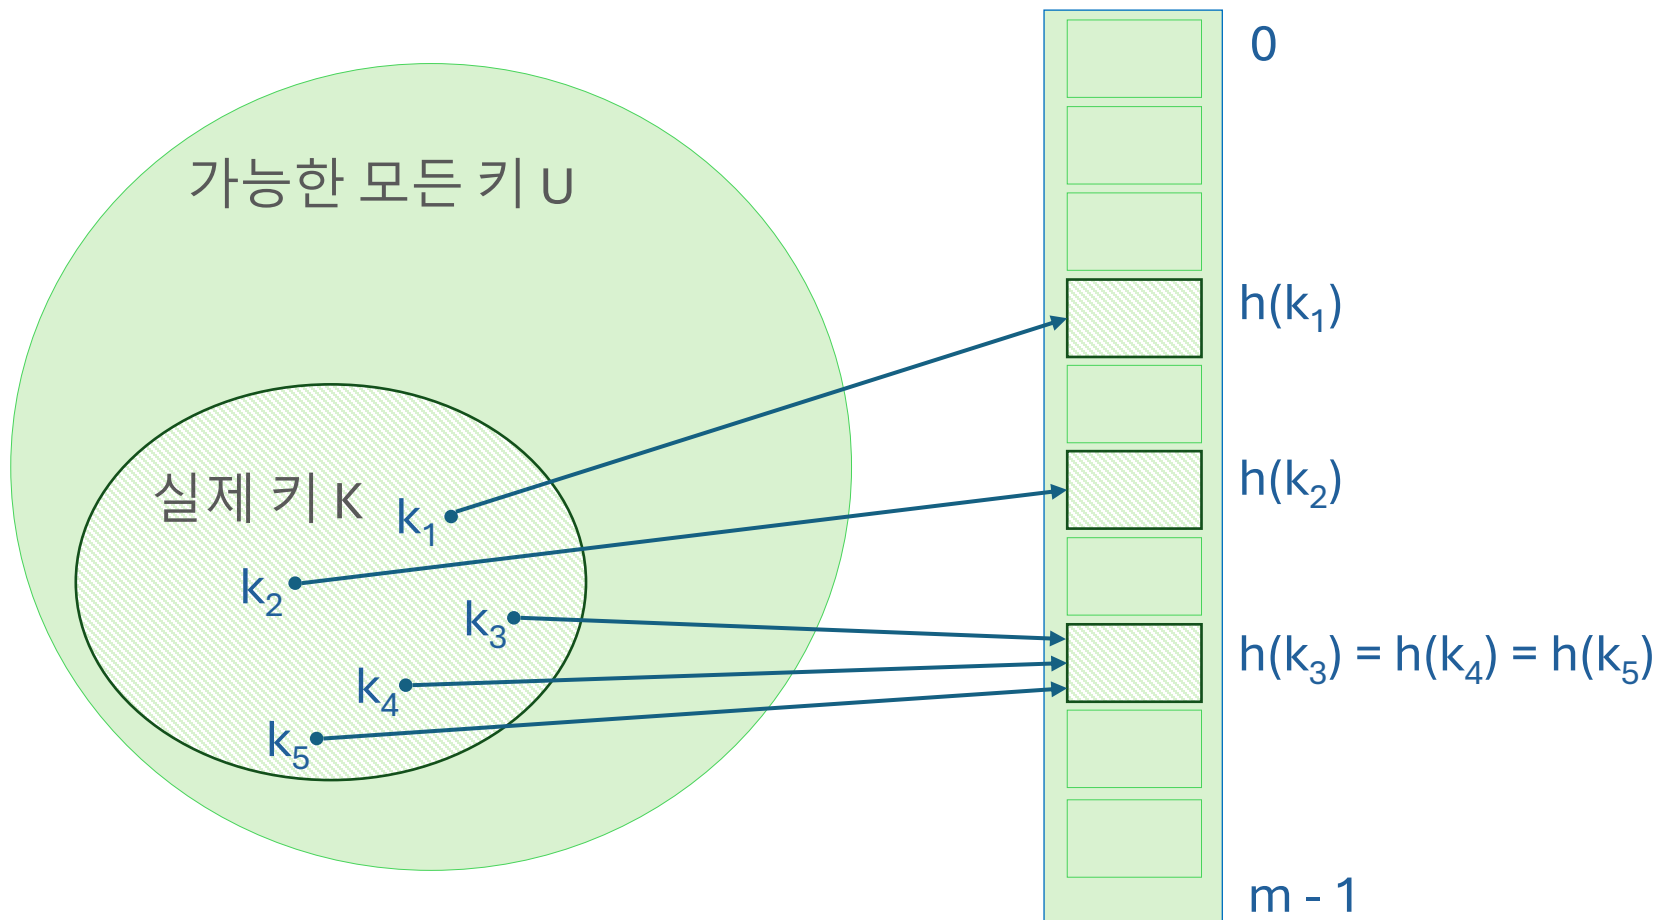 0
가능한 모든 키 U
h(k₁)
h(k₂)
실제 키 K
k₁
k₂
k₃
h(k₃) = h(k₄) = h(k₅)
k₄
k₅
m - 1